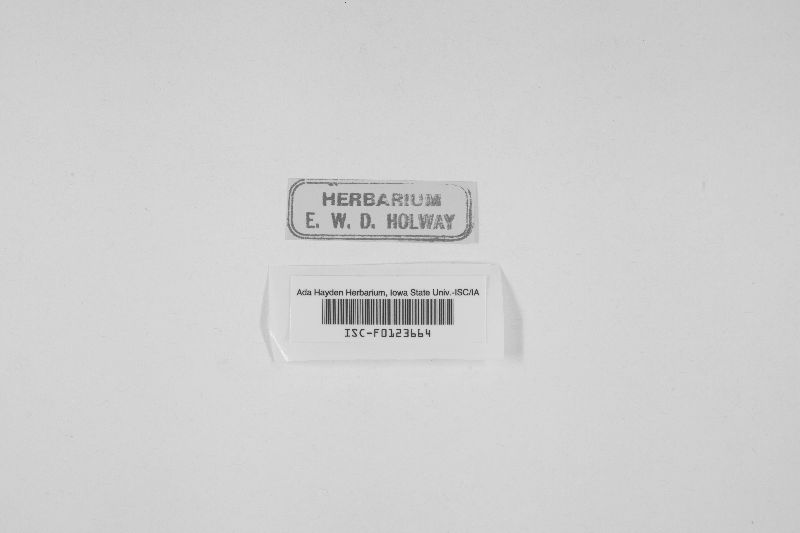 HERBARIUM
E. W. D. HOLWAY
Ada Hayden Herbarium, Iowa State Univ.-ISC/IA
ISC-F0123664